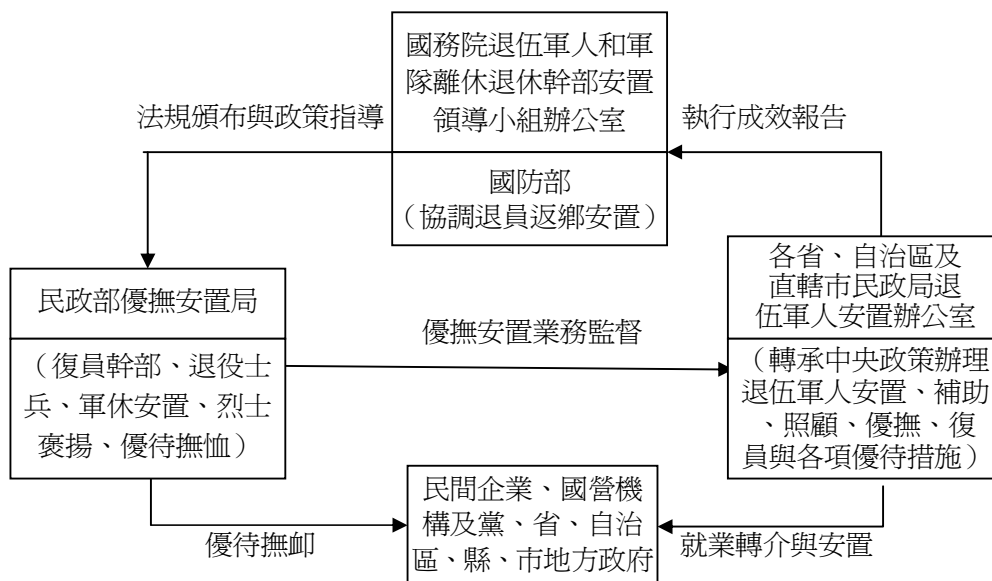 國務院退伍軍人和軍
隊離休退休幹部安置
領導小組辦公室
法規頒布與政策指導
執行成效報告
國防部
（協調退員返鄉安置）
民政部優撫安置局
各省、自治區及
直轄市民政局退
伍軍人安置辦公室
優撫安置業務監督
（復員幹部、退役士
兵、軍休安置、烈士
褒揚、優待撫恤）
（轉承中央政策辦理
退伍軍人安置、補助
、照顧、優撫、復
員與各項優待措施）
民間企業、國營機
構及黨、省、自治
區、縣、市地方政府
優待撫卹
就業轉介與安置